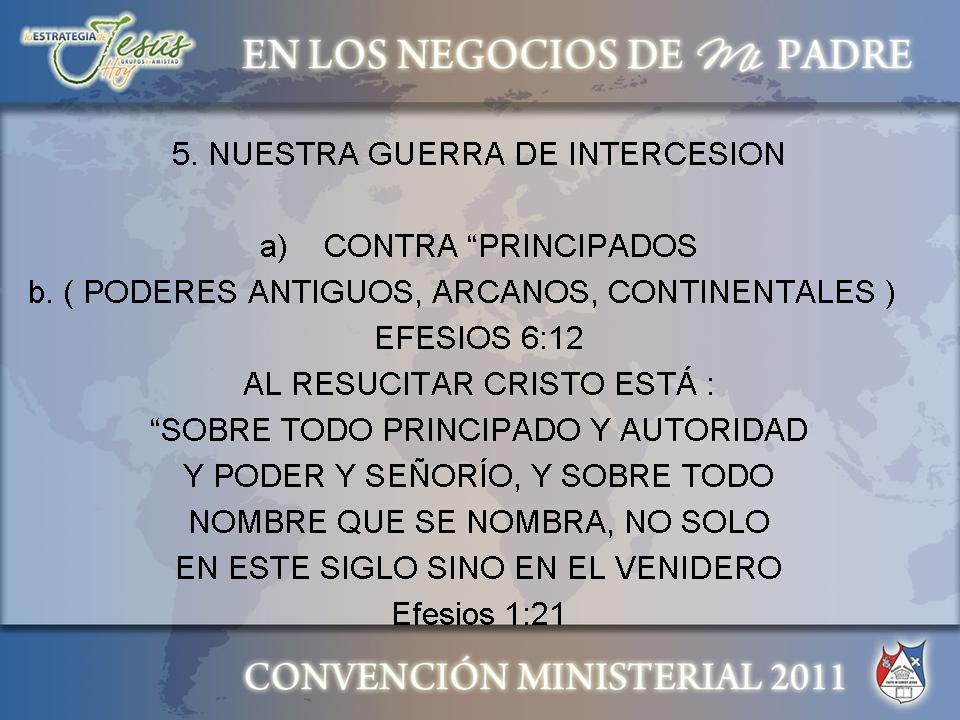 la ESTRATEGIA de
Jesús
GRUPOS de AMISTAD
Hoy
EN LOS NEGOCIOS DE Mi PADRE
5. NUESTRA GUERRA DE INTERCESION
a) CONTRA “PRINCIPADOS
b. ( PODERES ANTIGUOS, ARCANOS, CONTINENTALES )
EFESIOS 6:12
AL RESUCITAR CRISTO ESTÁ :
“SOBRE TODO PRINCIPADO Y AUTORIDAD
Y PODER Y SEÑORÍO, Y SOBRE TODO
NOMBRE QUE SE NOMBRA, NO SOLO
EN ESTE SIGLO SINO EN EL VENIDERO
Efesios 1:21
CONVENCIÓN MINISTERIAL 2011